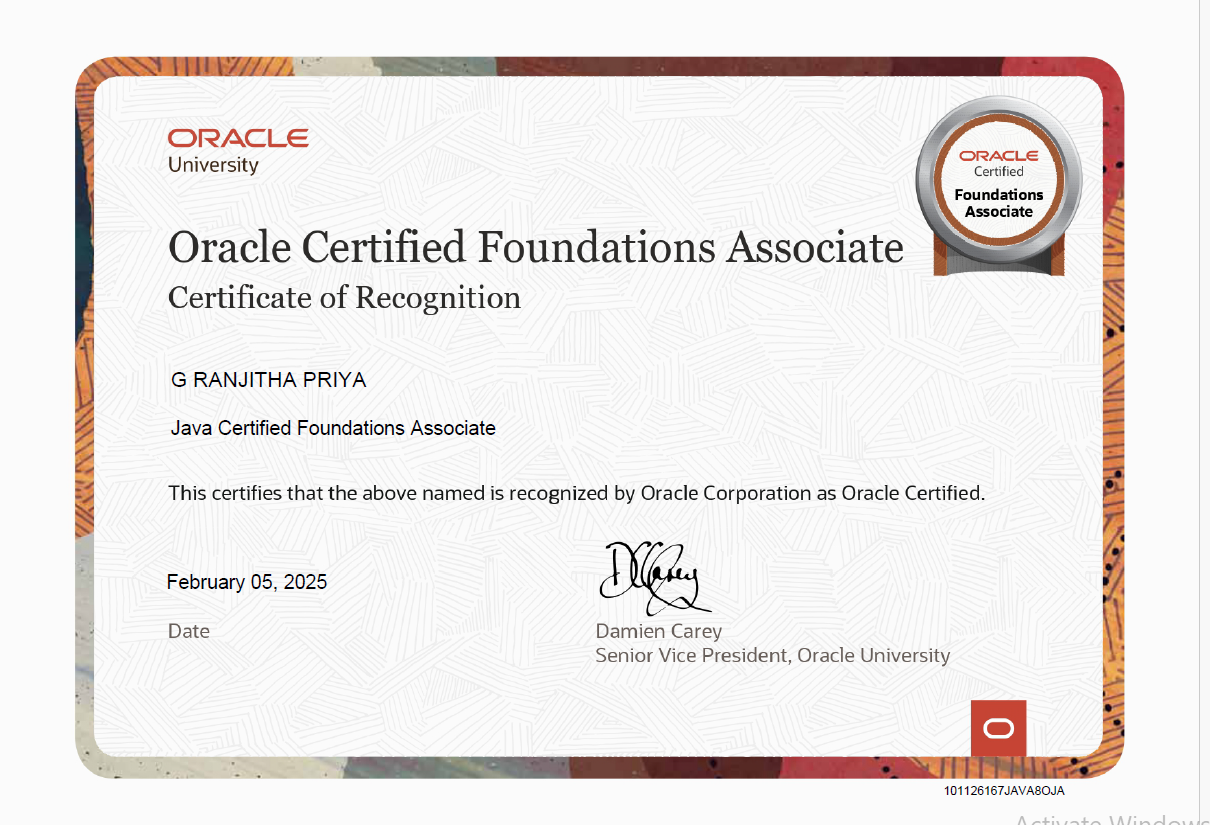 ORACLE
University
ORACLE
Certified
Foundations
Associate
Oracle Certified Foundations Associate
Certificate of Recognition
G RANJITHA PRIYA
Java Certified Foundations Associate
This certifies that the above named is recognized by Oracle Corporation as Oracle Certified.
DCarey
February 05, 2025
Date
Damien Carey
Senior Vice President, Oracle University
101126167JAVA8OJA
Activate Windows